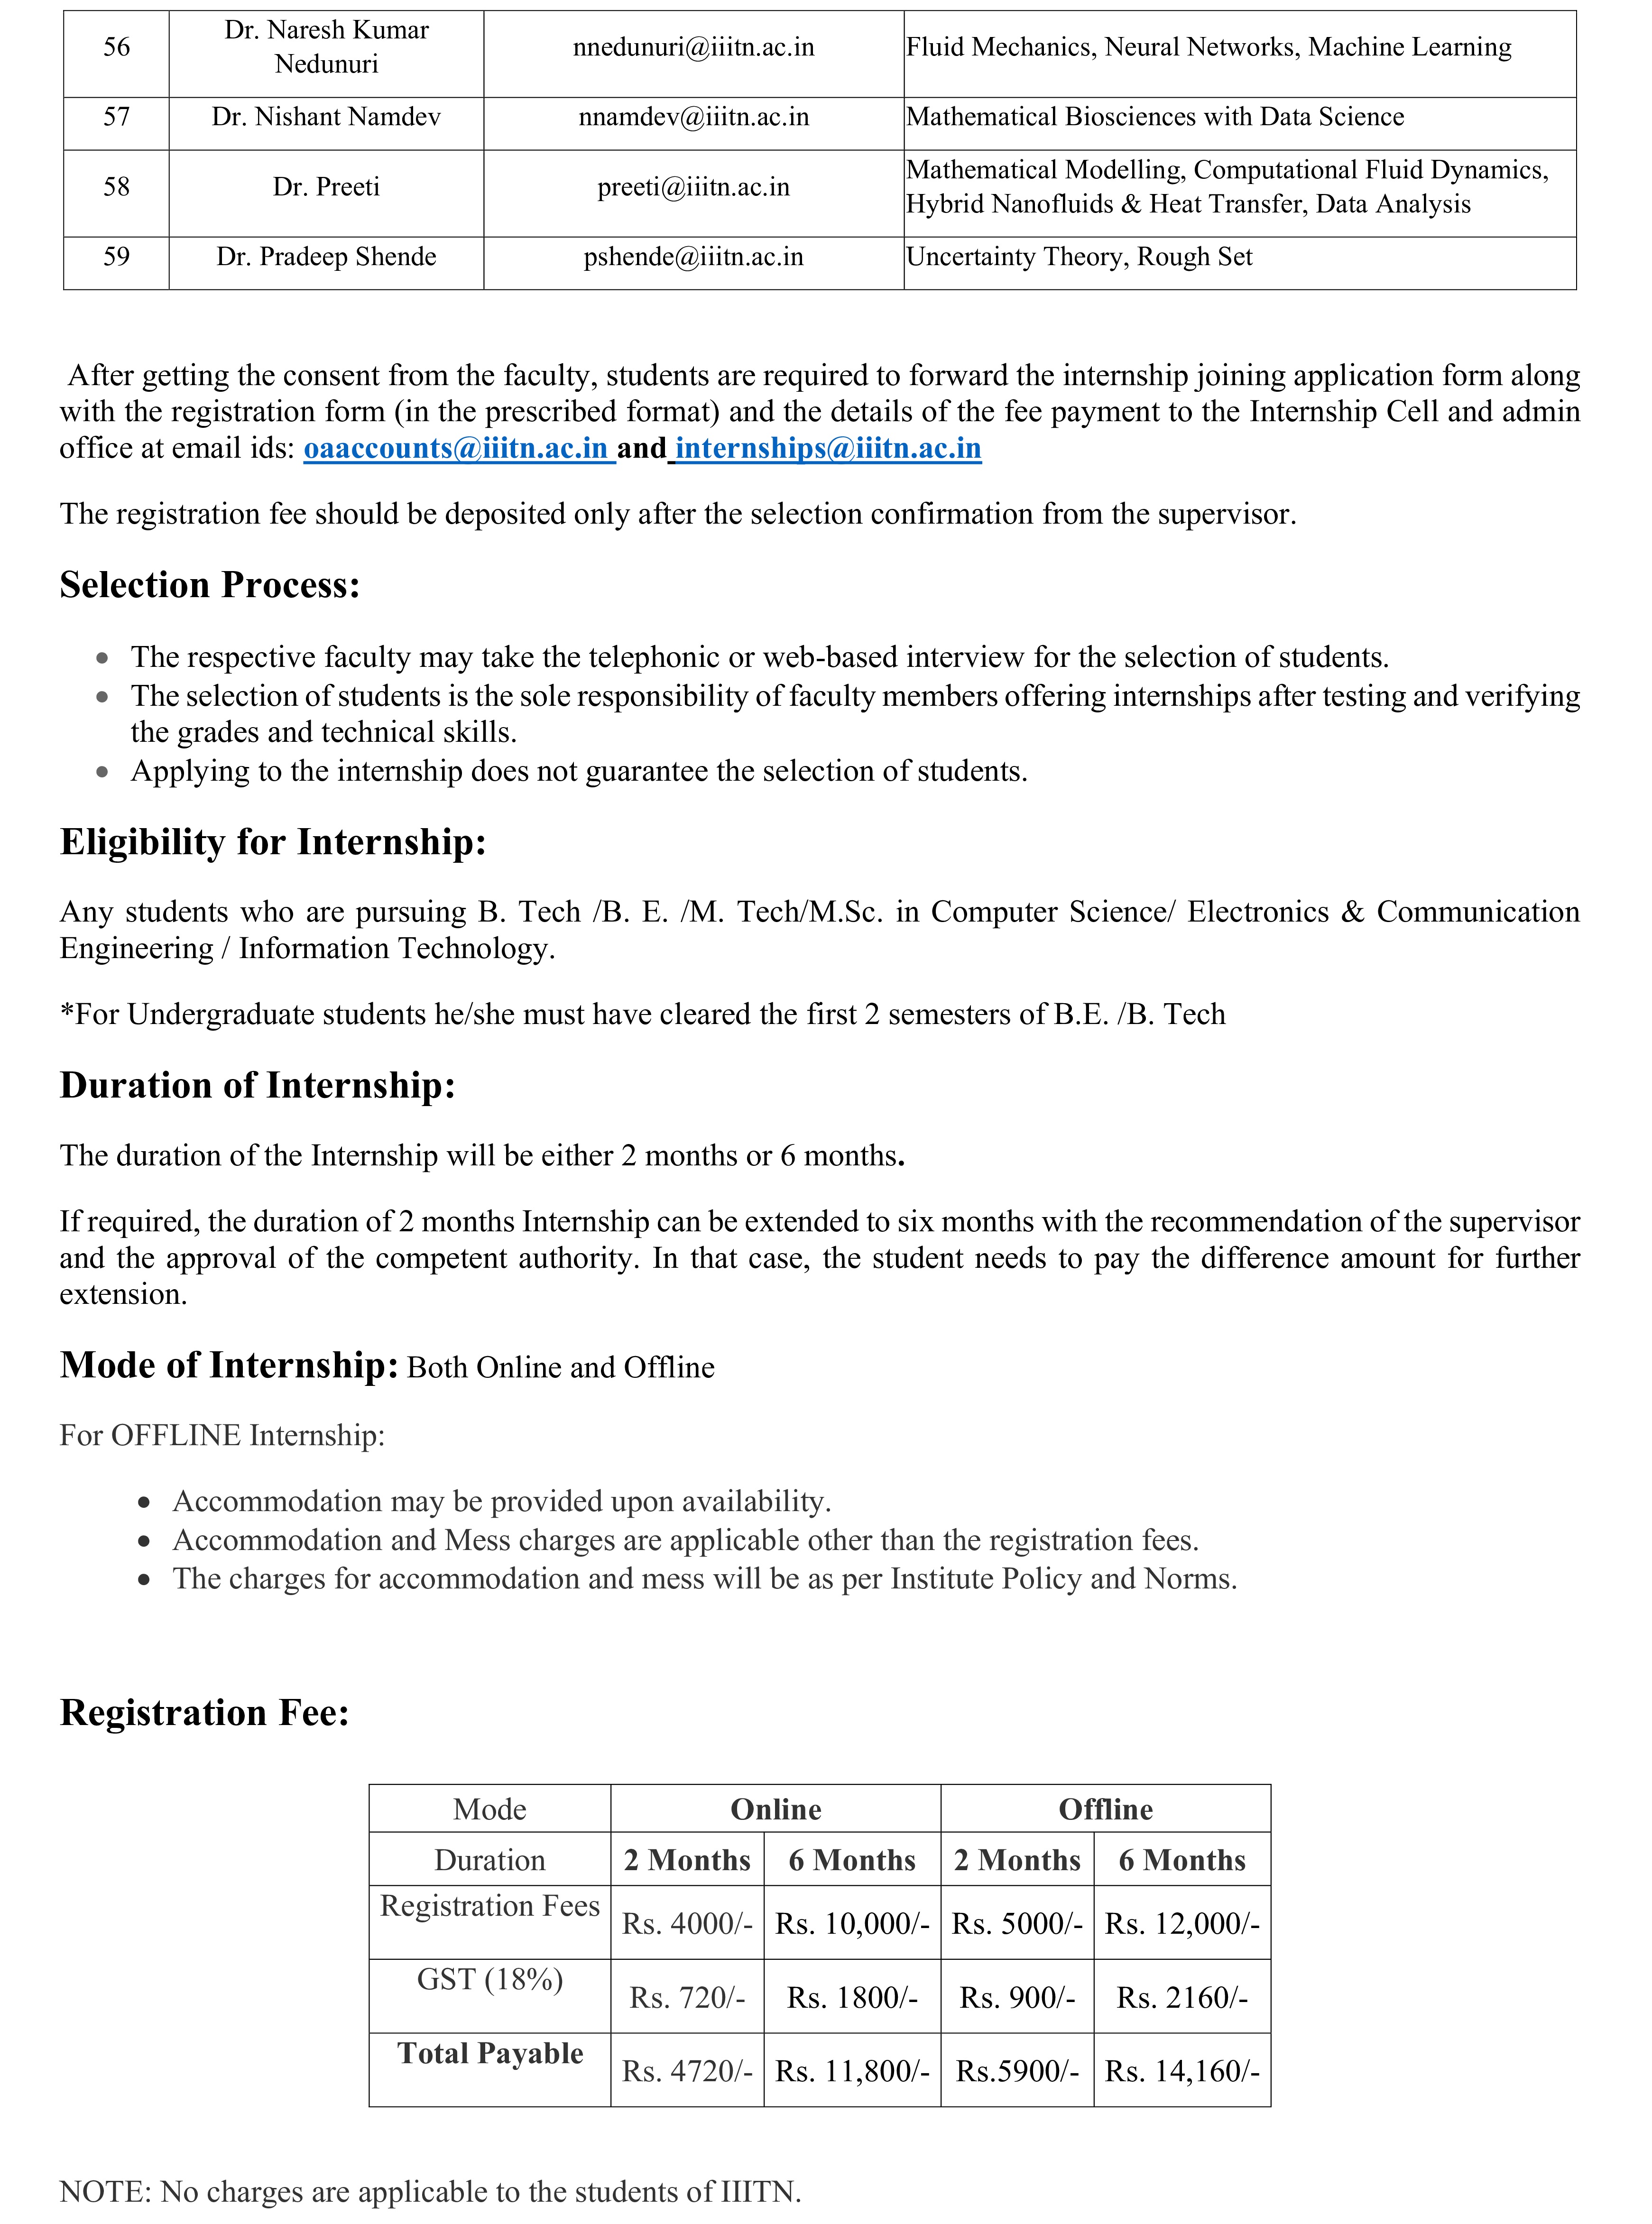 56
Dr. Naresh Kumar
Nedunuri
nnedunuri@iiitn.ac.in
Fluid Mechanics, Neural Networks, Machine Learning
57
Dr. Nishant Namdev
nnamdev@iiitn.ac.in
Mathematical Biosciences with Data Science
58
Dr. Preeti
preeti@iiitn.ac.in
Mathematical Modelling, Computational Fluid Dynamics,
Hybrid Nanofluids & Heat Transfer, Data Analysis
59
Dr. Pradeep Shende
pshende@iiitn.ac.in
Uncertainty Theory, Rough Set
After getting the consent from the faculty, students are required to forward the internship joining application form along
with the registration form (in the prescribed format) and the details of the fee payment to the Internship Cell and admin
office at email ids: oaaccounts@iiitn.ac.in and internships@iiitn.ac.in
The registration fee should be deposited only after the selection confirmation from the supervisor.
Selection Process:
• The respective faculty may take the telephonic or web-based interview for the selection of students.
• The selection of students is the sole responsibility of faculty members offering internships after testing and verifying
the grades and technical skills.
• Applying to the internship does not guarantee the selection of students.
Eligibility for Internship:
Any students who are pursuing B. Tech /B. E. /M. Tech/M.Sc. in Computer Science/ Electronics & Communication
Engineering / Information Technology.
*For Undergraduate students he/she must have cleared the first 2 semesters of B.E. /B. Tech
Duration of Internship:
The duration of the Internship will be either 2 months or 6 months.
If required, the duration of 2 months Internship can be extended to six months with the recommendation of the supervisor
and the approval of the competent authority. In that case, the student needs to pay the difference amount for further
extension.
Mode of Internship: Both Online and Offline
For OFFLINE Internship:
• Accommodation may be provided upon availability.
• Accommodation and Mess charges are applicable other than the registration fees.
• The charges for accommodation and mess will be as per Institute Policy and Norms.
Registration Fee:
Mode Online Offline
Duration 2 Months 6 Months 2 Months 6 Months
Registration Fees Rs. 4000/- Rs. 10,000/- Rs. 5000/- Rs. 12,000/-
GST (18%) Rs. 720/- Rs. 1800/- Rs. 900/- Rs. 2160/-
Total Payable Rs. 4720/- Rs. 11,800/- Rs.5900/- Rs. 14,160/-
NOTE: No charges are applicable to the students of IIITN.